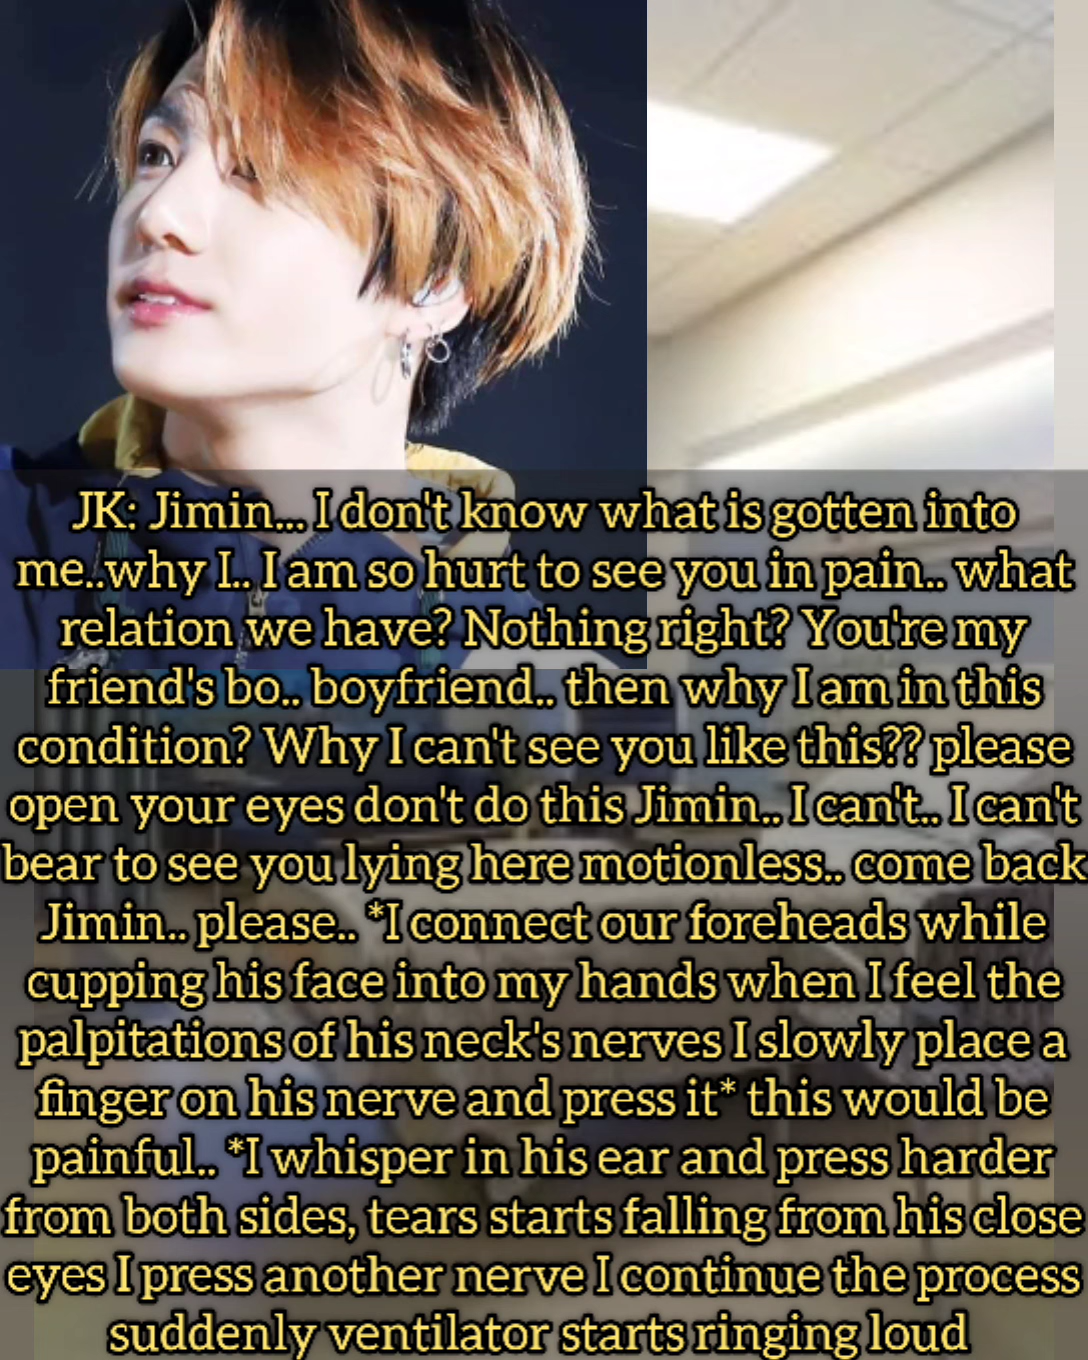 JK: Jimin... I don't know what is gotten into
me..why I.. I am so hurt to see you in pain.. what
relation we have? Nothing right? You're my
friend's bo.. boyfriend.. then why I am in this
condition? Why I can't see you like this?? please
open your eyes don't do this Jimin.. I can't.. I can't
bear to see you lying here motionless.. come back
Jimin.. please.. *I connect our foreheads while
cupping his face into my hands when I feel the
palpitations of his neck's nerves I slowly place a
finger on his nerve and press it* this would be
painful.. *I whisper in his ear and press harder
from both sides, tears starts falling from his close
eyes I press another nerve I continue the process
suddenly ventilator starts ringing loud